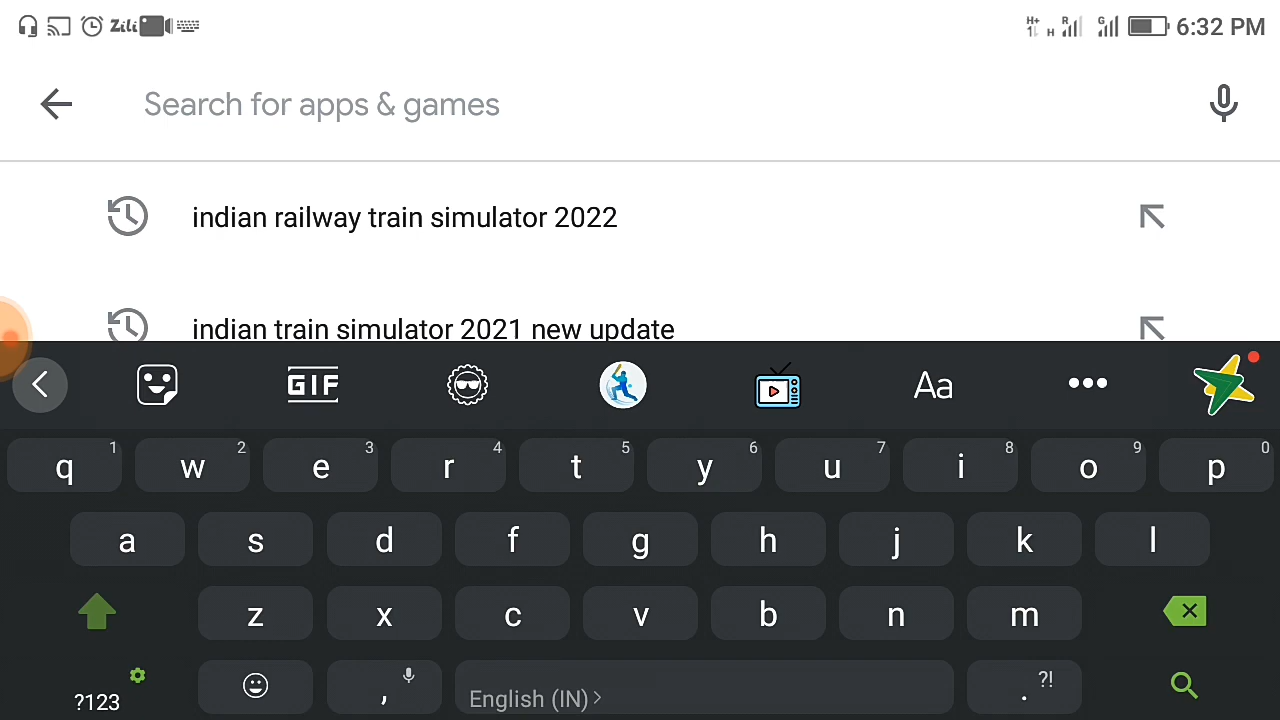 Zili H+ H R G 6:32 PM
Search for apps & games
indian railway train simulator 2022
indian train simulator 2021 new update
GIF Aa
q 1 w 2 e 3 r 4 t 5 y 6 u 7 i 8 o 9 p 0
a s d f g h j k l
z x c v b n m
?123 , English (IN) . ?!